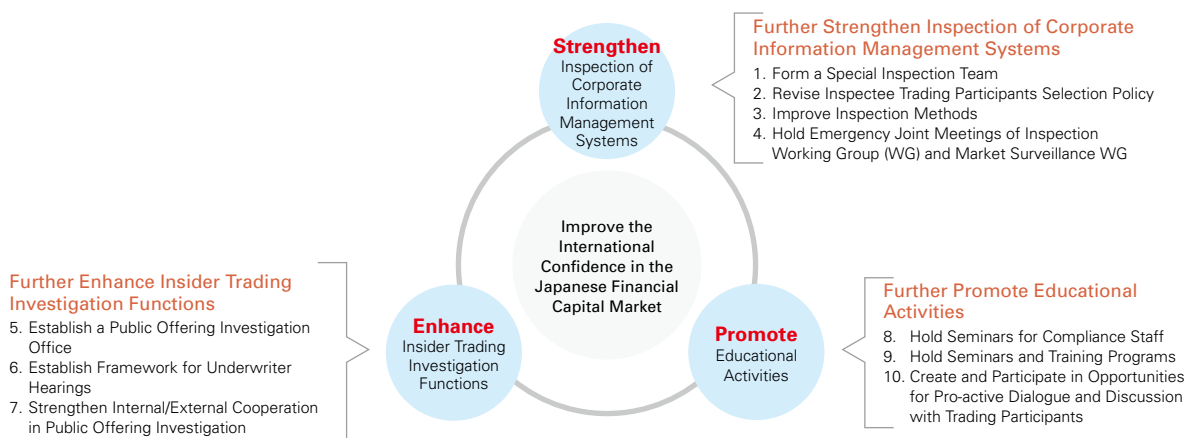 Strengthen
Inspection of
Corporate
Information
Management
Systems
Further Strengthen Inspection of Corporate
Information Management Systems
1. Form a Special Inspection Team
2. Revise Inspectee Trading Participants Selection Policy
3. Improve Inspection Methods
4. Hold Emergency Joint Meetings of Inspection
Working Group (WG) and Market Surveillance WG
Improve the
International
Confidence in the
Japanese Financial
Capital Market
Further Enhance Insider Trading
Investigation Functions
5. Establish a Public Offering Investigation
Office
6. Establish Framework for Underwriter
Hearings
7. Strengthen Internal/External Cooperation
in Public Offering Investigation
Enhance
Insider Trading
Investigation
Functions
Promote
Educational
Activities
Further Promote Educational
Activities
8. Hold Seminars for Compliance Staff
9. Hold Seminars and Training Programs
10. Create and Participate in Opportunities
for Pro-active Dialogue and Discussion
with Trading Participants